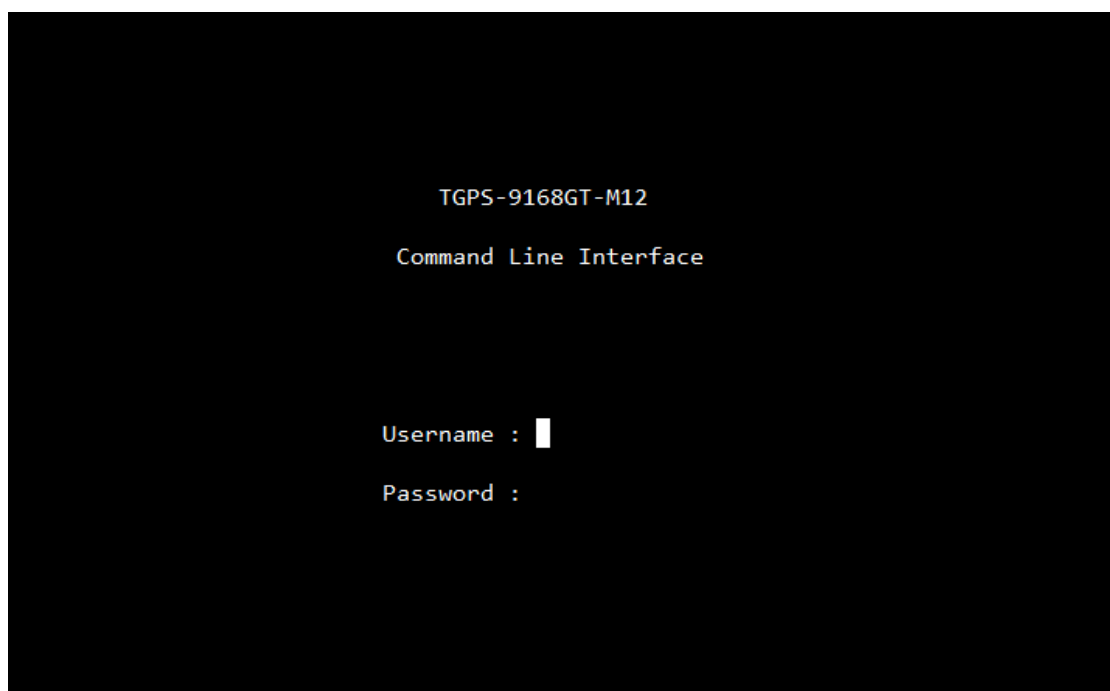 TGPS-9168GT-M12
Command Line Interface
Username :
Password :